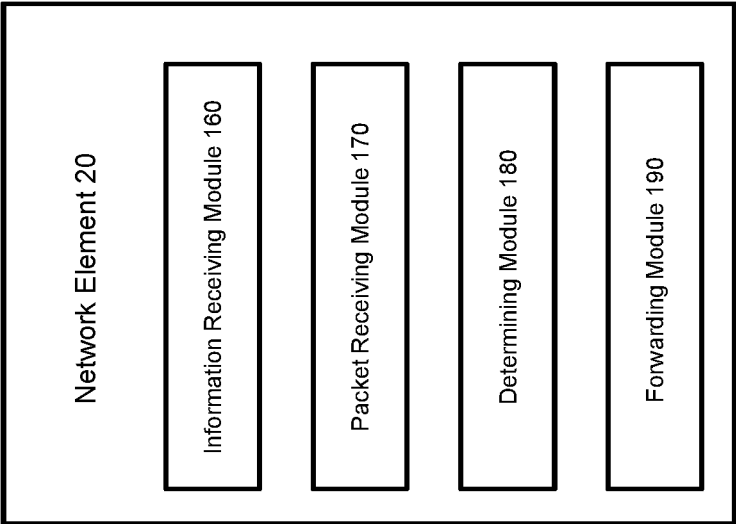 Network Element 20
Information Receiving Module 160
Packet Receiving Module 170
Determining Module 180
Forwarding Module 190